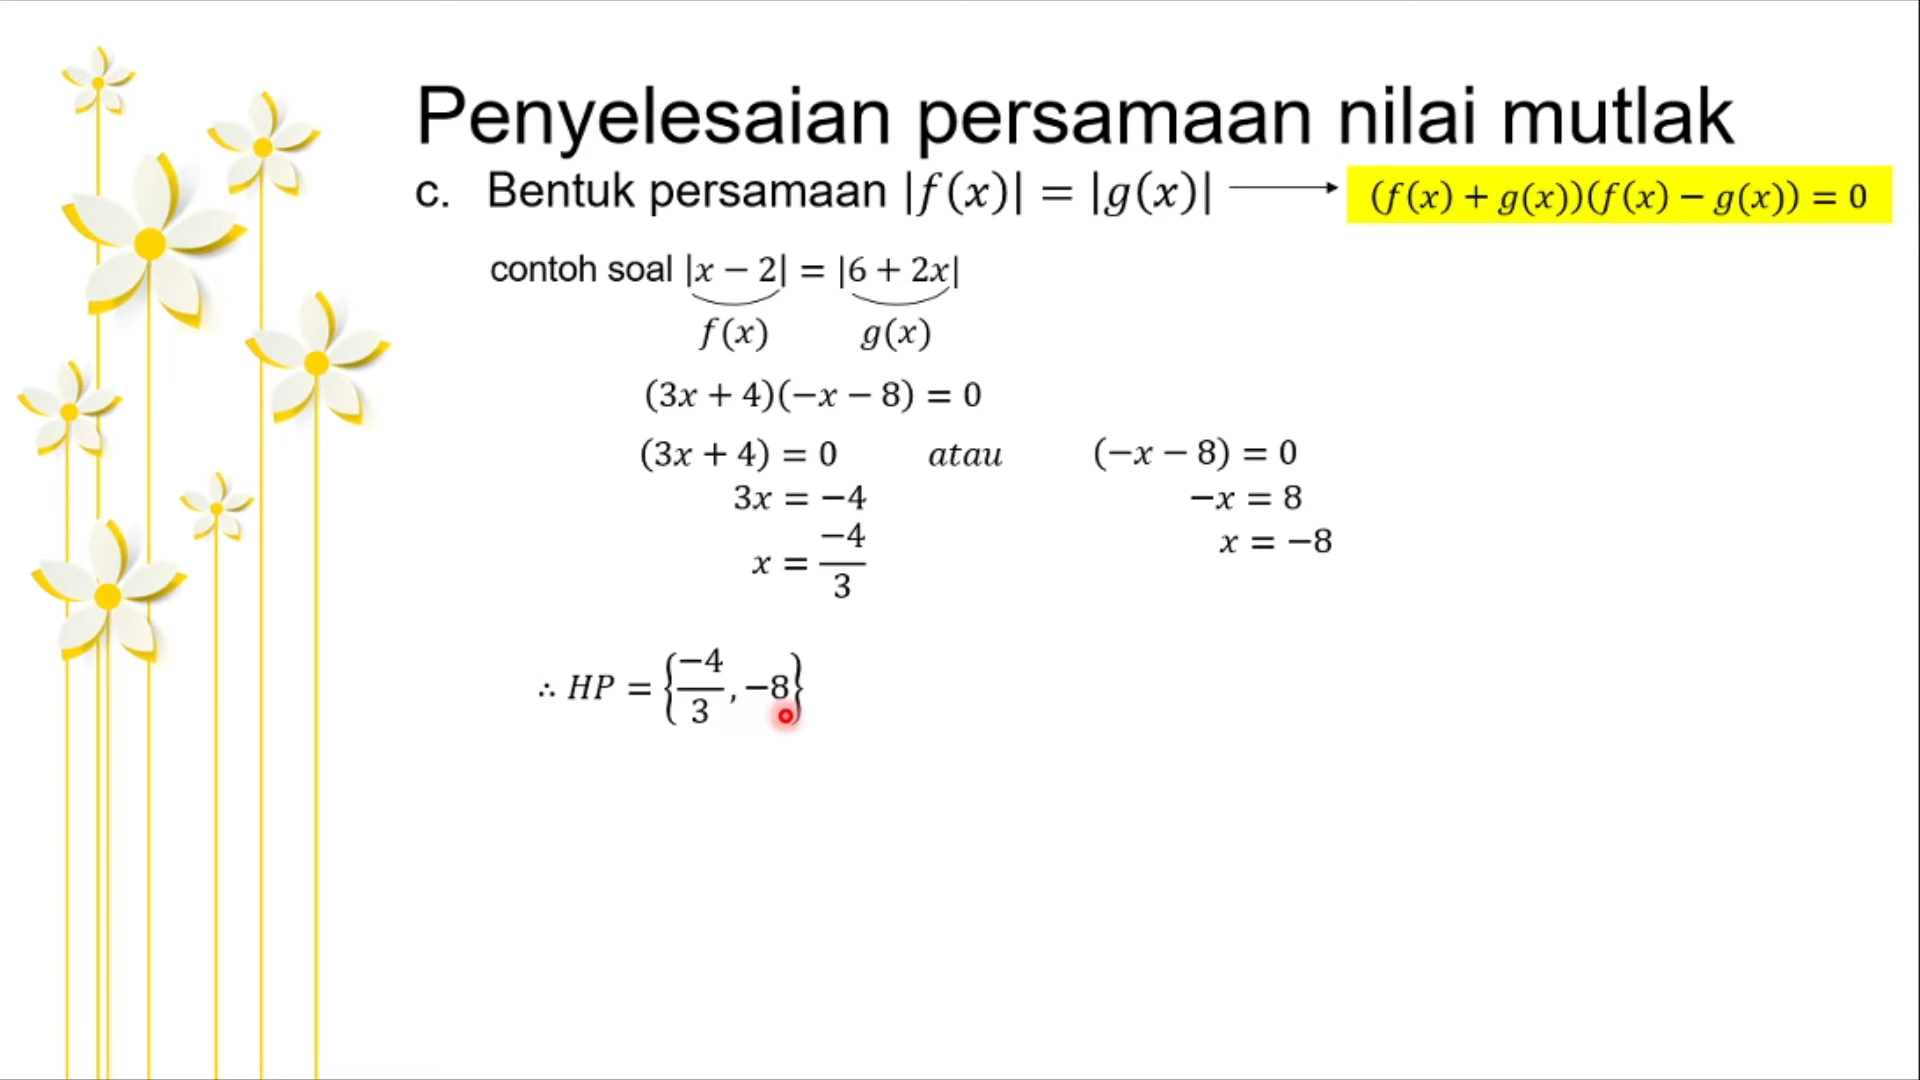 Penyelesaian persamaan nilai mutlak
c. Bentuk persamaan |f(x)| = |g(x)| ⟶ (f(x) + g(x))(f(x) − g(x)) = 0
contoh soal |x − 2| = |6 + 2x|
f(x) g(x)
(3x + 4)(−x − 8) = 0
(3x + 4) = 0 atau (−x − 8) = 0
3x = −4 −x = 8
x = −4/3 x = −8
∴ HP = {−4/3, −8}